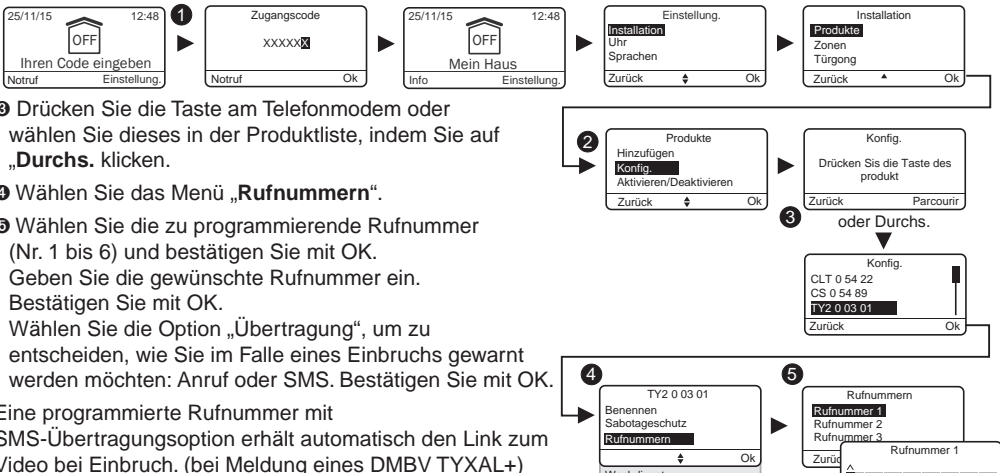 25/11/15 12:48
OFF
Ihren Code eingeben
Notruf Einstellung.
❶
Zugangscode
XXXXXX
Notruf Ok
25/11/15 12:48
OFF
Mein Haus
Info Einstellung.
Einstellung.
Installation
Uhr
Sprachen
Zurück Ok
Installation
Produkte
Zonen
Türgong
Zurück Ok
❸ Drücken Sie die Taste am Telefonmodem oder
wählen Sie dieses in der Produktliste, indem Sie auf
„Durchs. klicken.
❹ Wählen Sie das Menü „Rufnummern“.
❺ Wählen Sie die zu programmierende Rufnummer
(Nr. 1 bis 6) und bestätigen Sie mit OK.
Geben Sie die gewünschte Rufnummer ein.
Bestätigen Sie mit OK.
Wählen Sie die Option „Übertragung“, um zu
entscheiden, wie Sie im Falle eines Einbruchs gewarnt
werden möchten: Anruf oder SMS. Bestätigen Sie mit OK.
Eine programmierte Rufnummer mit
SMS-Übertragungsoption erhält automatisch den Link zum
Video bei Einbruch. (bei Meldung eines DMBV TYXAL+)
❷
Produkte
Hinzufügen
Konfig.
Aktivieren/Deaktivieren
Zurück Ok
Konfig.
Drücken Sis die Taste des
produkt
Zurück Parcourir
❸
oder Durchs.
Konfig.
CLT 0 54 22
CS 0 54 89
TY2 0 03 01
Zurück Ok
❹
TY2 0 03 01
Benennen
Sabotageschutz
Rufnummern
Ok
❺
Rufnummern
Rufnummer 1
Rufnummer 2
Rufnummer 3
Zurüc
Rufnummer 1